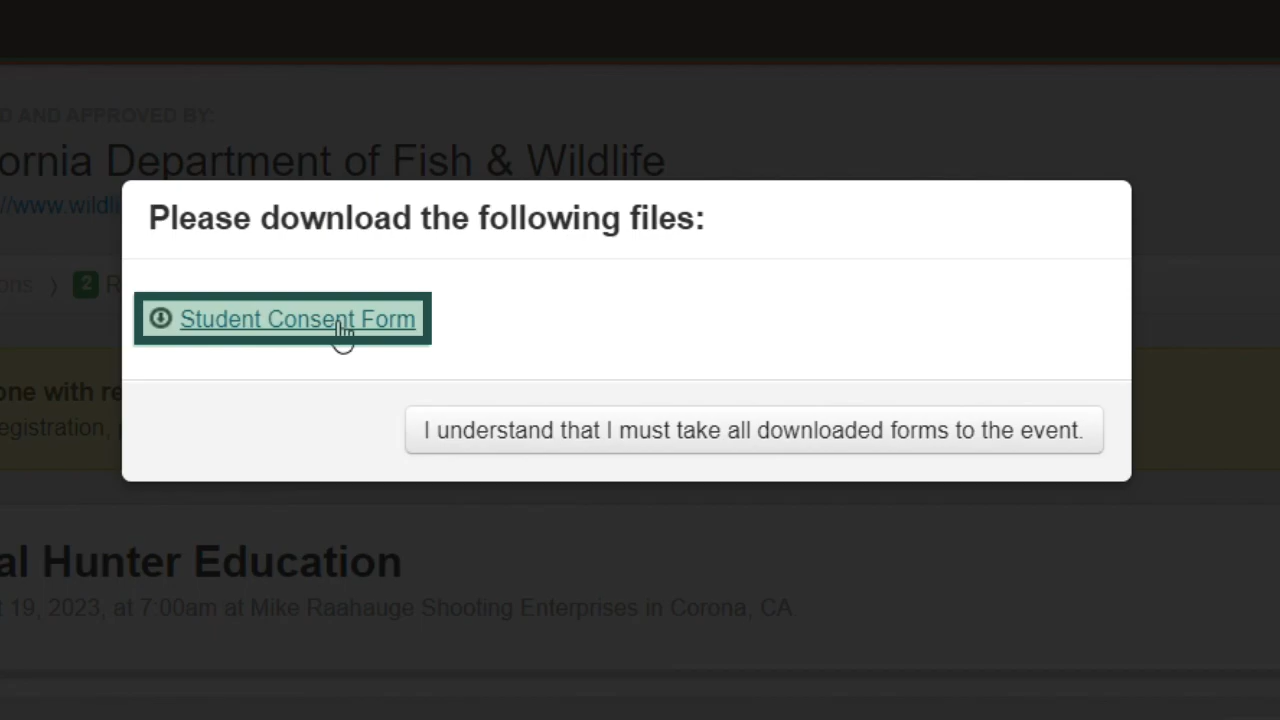 D AND APPROVED BY:
ornia Department of Fish & Wildlife
//www.wildli
Please download the following files:
ons 〉 2 R
Student Consent Form
one with re
egistration, p
I understand that I must take all downloaded forms to the event.
al Hunter Education
t 19, 2023, at 7:00am at Mike Raahauge Shooting Enterprises in Corona, CA